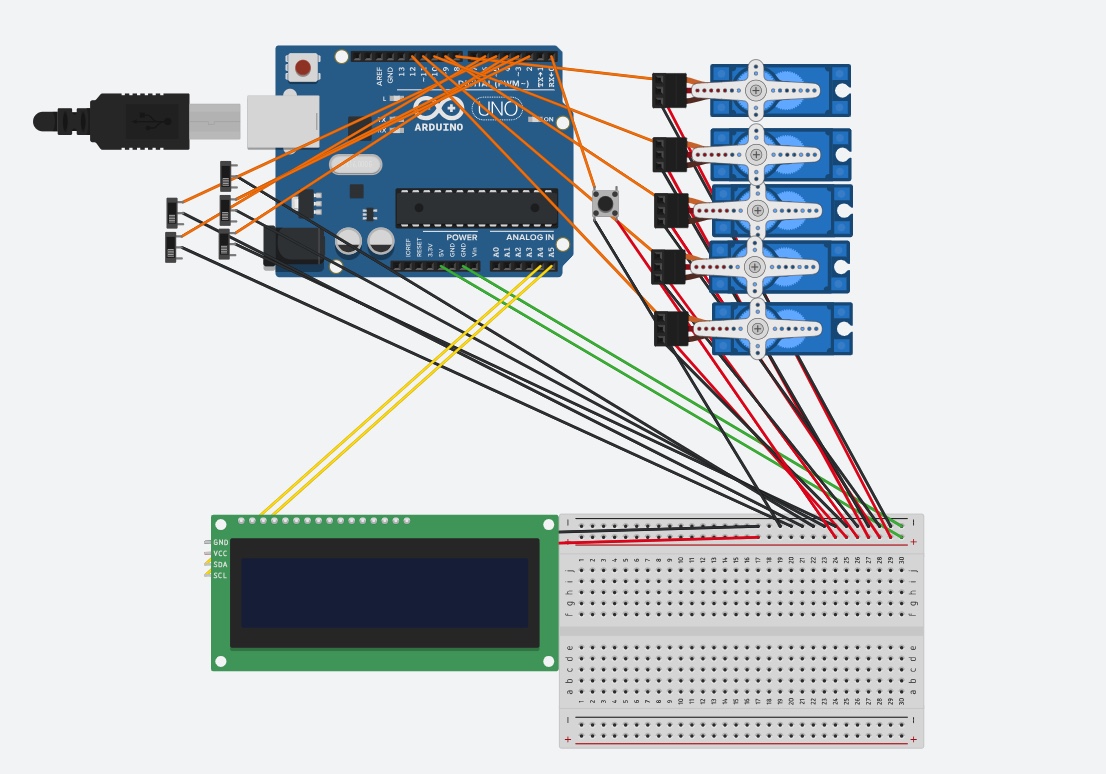 AREF
GND
13
12
~11
~10
~9
8
~3
2
TX→1
RX←0
DIGITAL (PWM~)
L
TX
RX
UNO
ON
ARDUINO
POWER
ANALOG IN
IOREF
RESET
3.3V
5V
GND
GND
Vin
A0
A1
A2
A3
A4
A5
GND
VCC
SDA
SCL
1 2 3 4 5 6 7 8 9 10 11 12 13 14 15 16 17 18 19 20 21 22 23 24 25 26 27 28 29 30
j j
i i
h h
g g
f f
e e
d d
c c
b b
a a
1 2 3 4 5 6 7 8 9 10 11 12 13 14 15 16 17 18 19 20 21 22 23 24 25 26 27 28 29 30